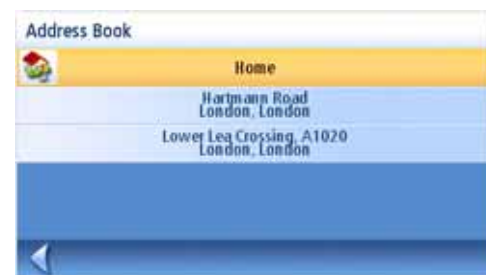 Address Book
Home
Hartmann Road
London, London
Lower Lea Crossing, A1020
London, London